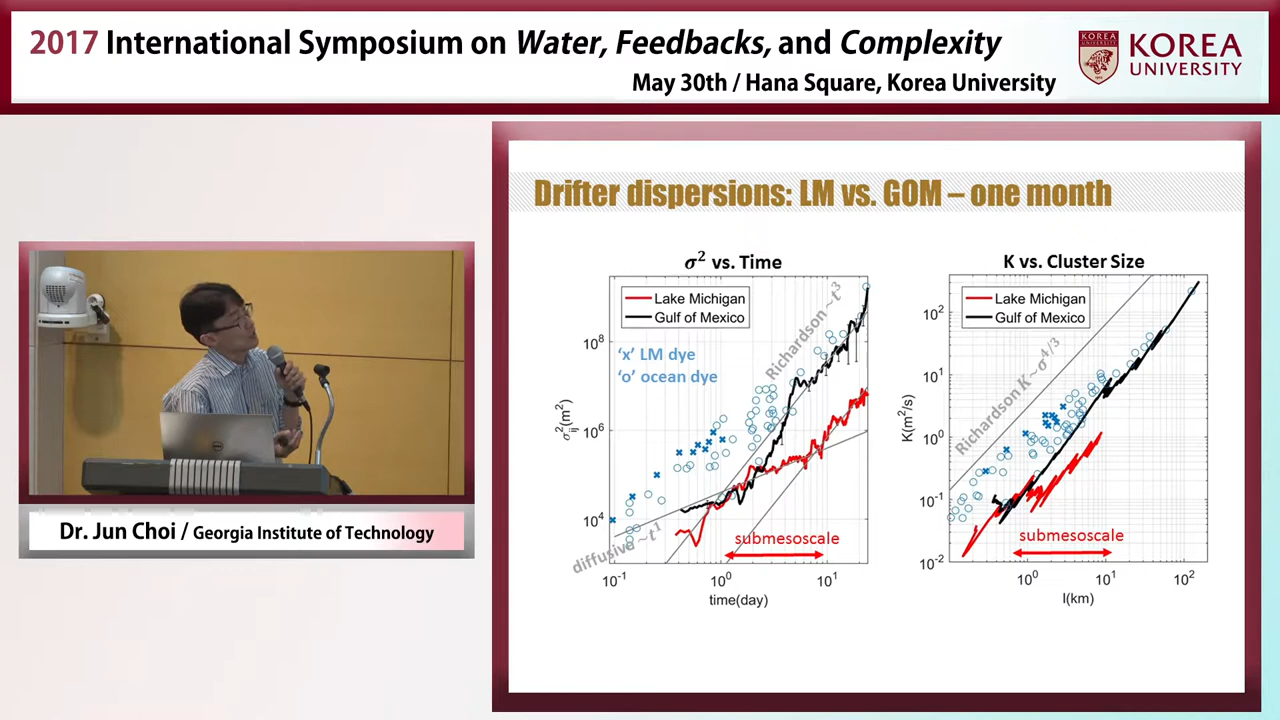 2017 International Symposium on Water, Feedbacks, and Complexity
May 30th / Hana Square, Korea University
KOREA
UNIVERSITY
Drifter dispersions: LM vs. GOM – one month
σ² vs. Time
Lake Michigan
Gulf of Mexico
'x' LM dye
'o' ocean dye
Richardson ~t³
diffusive ~t¹
submesoscale
σ²ij(m²)
10⁸
10⁶
10⁴
10⁻¹ 10⁰ 10¹
time(day)
K vs. Cluster Size
Lake Michigan
Gulf of Mexico
Richardson K~σ^4/3
submesoscale
K(m²/s)
10²
10¹
10⁰
10⁻¹
10⁻²
10⁰ 10¹ 10²
l(km)
DELL
Dr. Jun Choi / Georgia Institute of Technology